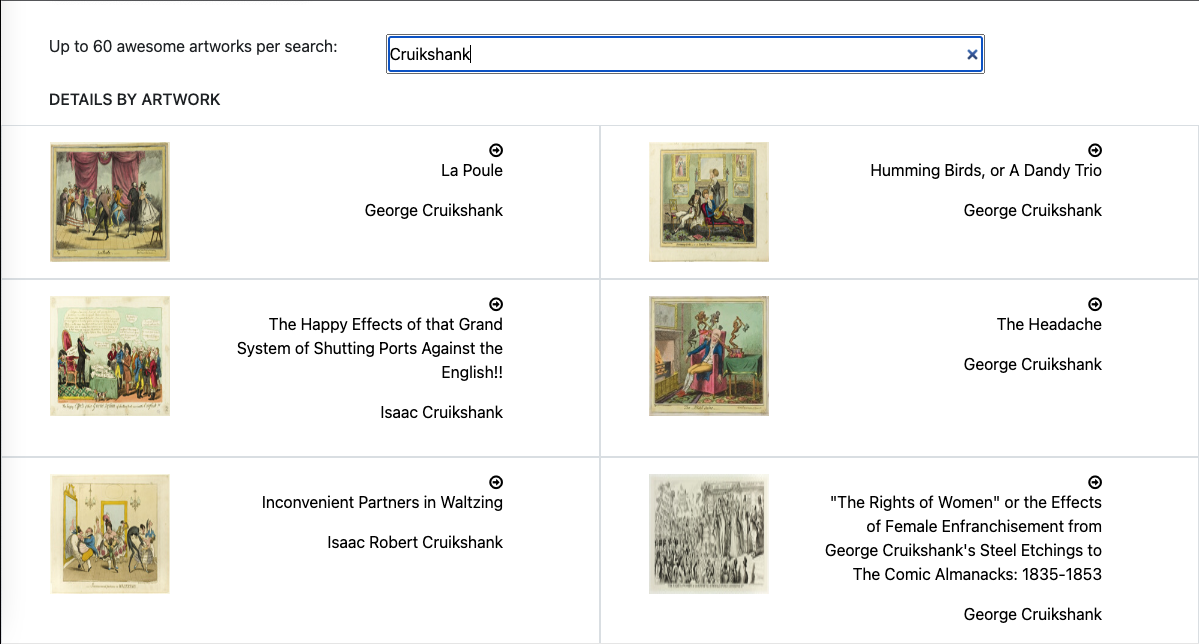 Up to 60 awesome artworks per search:
Cruikshank
DETAILS BY ARTWORK
La Poule
George Cruikshank
Humming Birds, or A Dandy Trio
George Cruikshank
The Happy Effects of that Grand
System of Shutting Ports Against the
English!!
Isaac Cruikshank
The Headache
George Cruikshank
Inconvenient Partners in Waltzing
Isaac Robert Cruikshank
"The Rights of Women" or the Effects
of Female Enfranchisement from
George Cruikshank's Steel Etchings to
The Comic Almanacks: 1835-1853
George Cruikshank